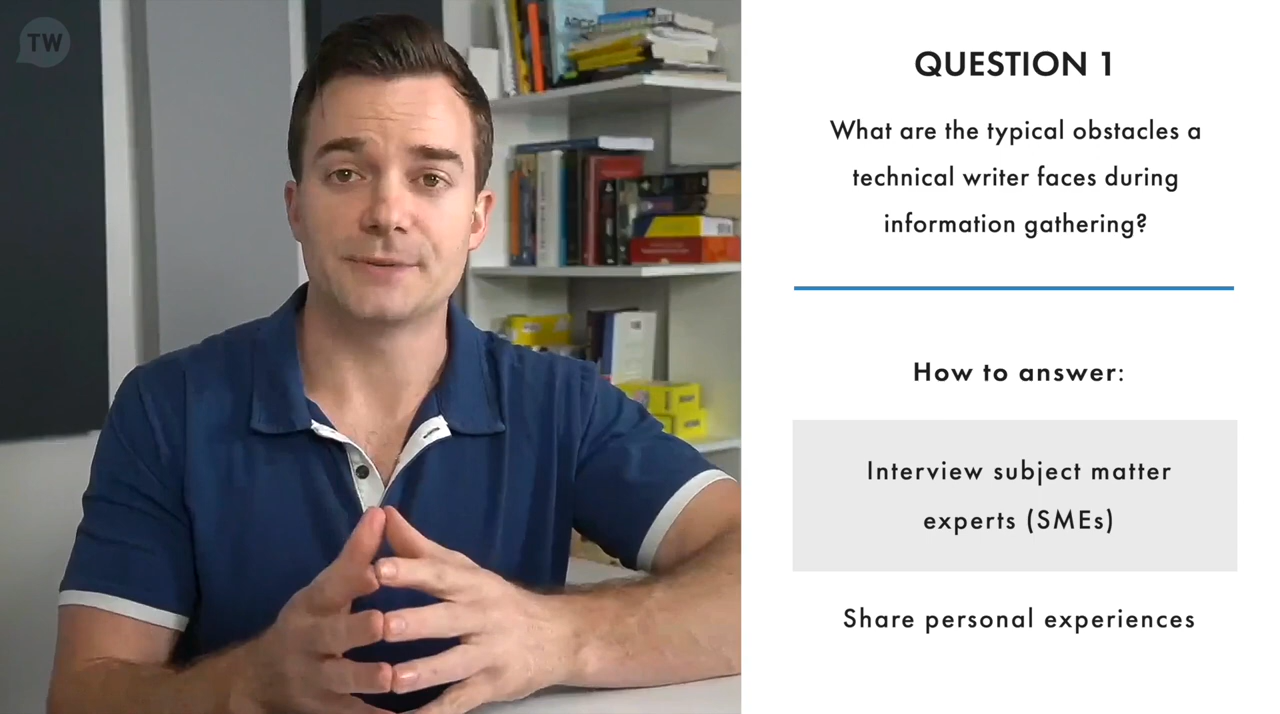 TW
QUESTION 1
What are the typical obstacles a
technical writer faces during
information gathering?
How to answer:
Interview subject matter
experts (SMEs)
Share personal experiences